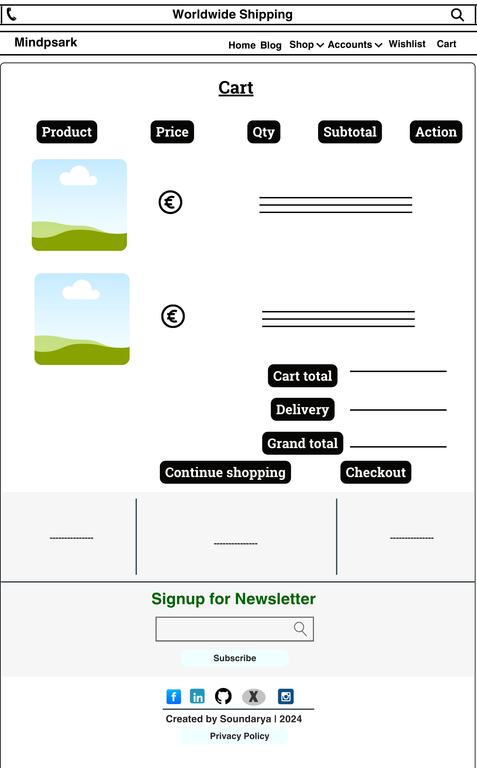 Worldwide Shipping
Mindpsark
Home Blog Shop Accounts Wishlist Cart
Cart
Product Price Qty Subtotal Action
€
€
Cart total
Delivery
Grand total
Continue shopping Checkout
Signup for Newsletter
Subscribe
f in X
Created by Soundarya | 2024
Privacy Policy